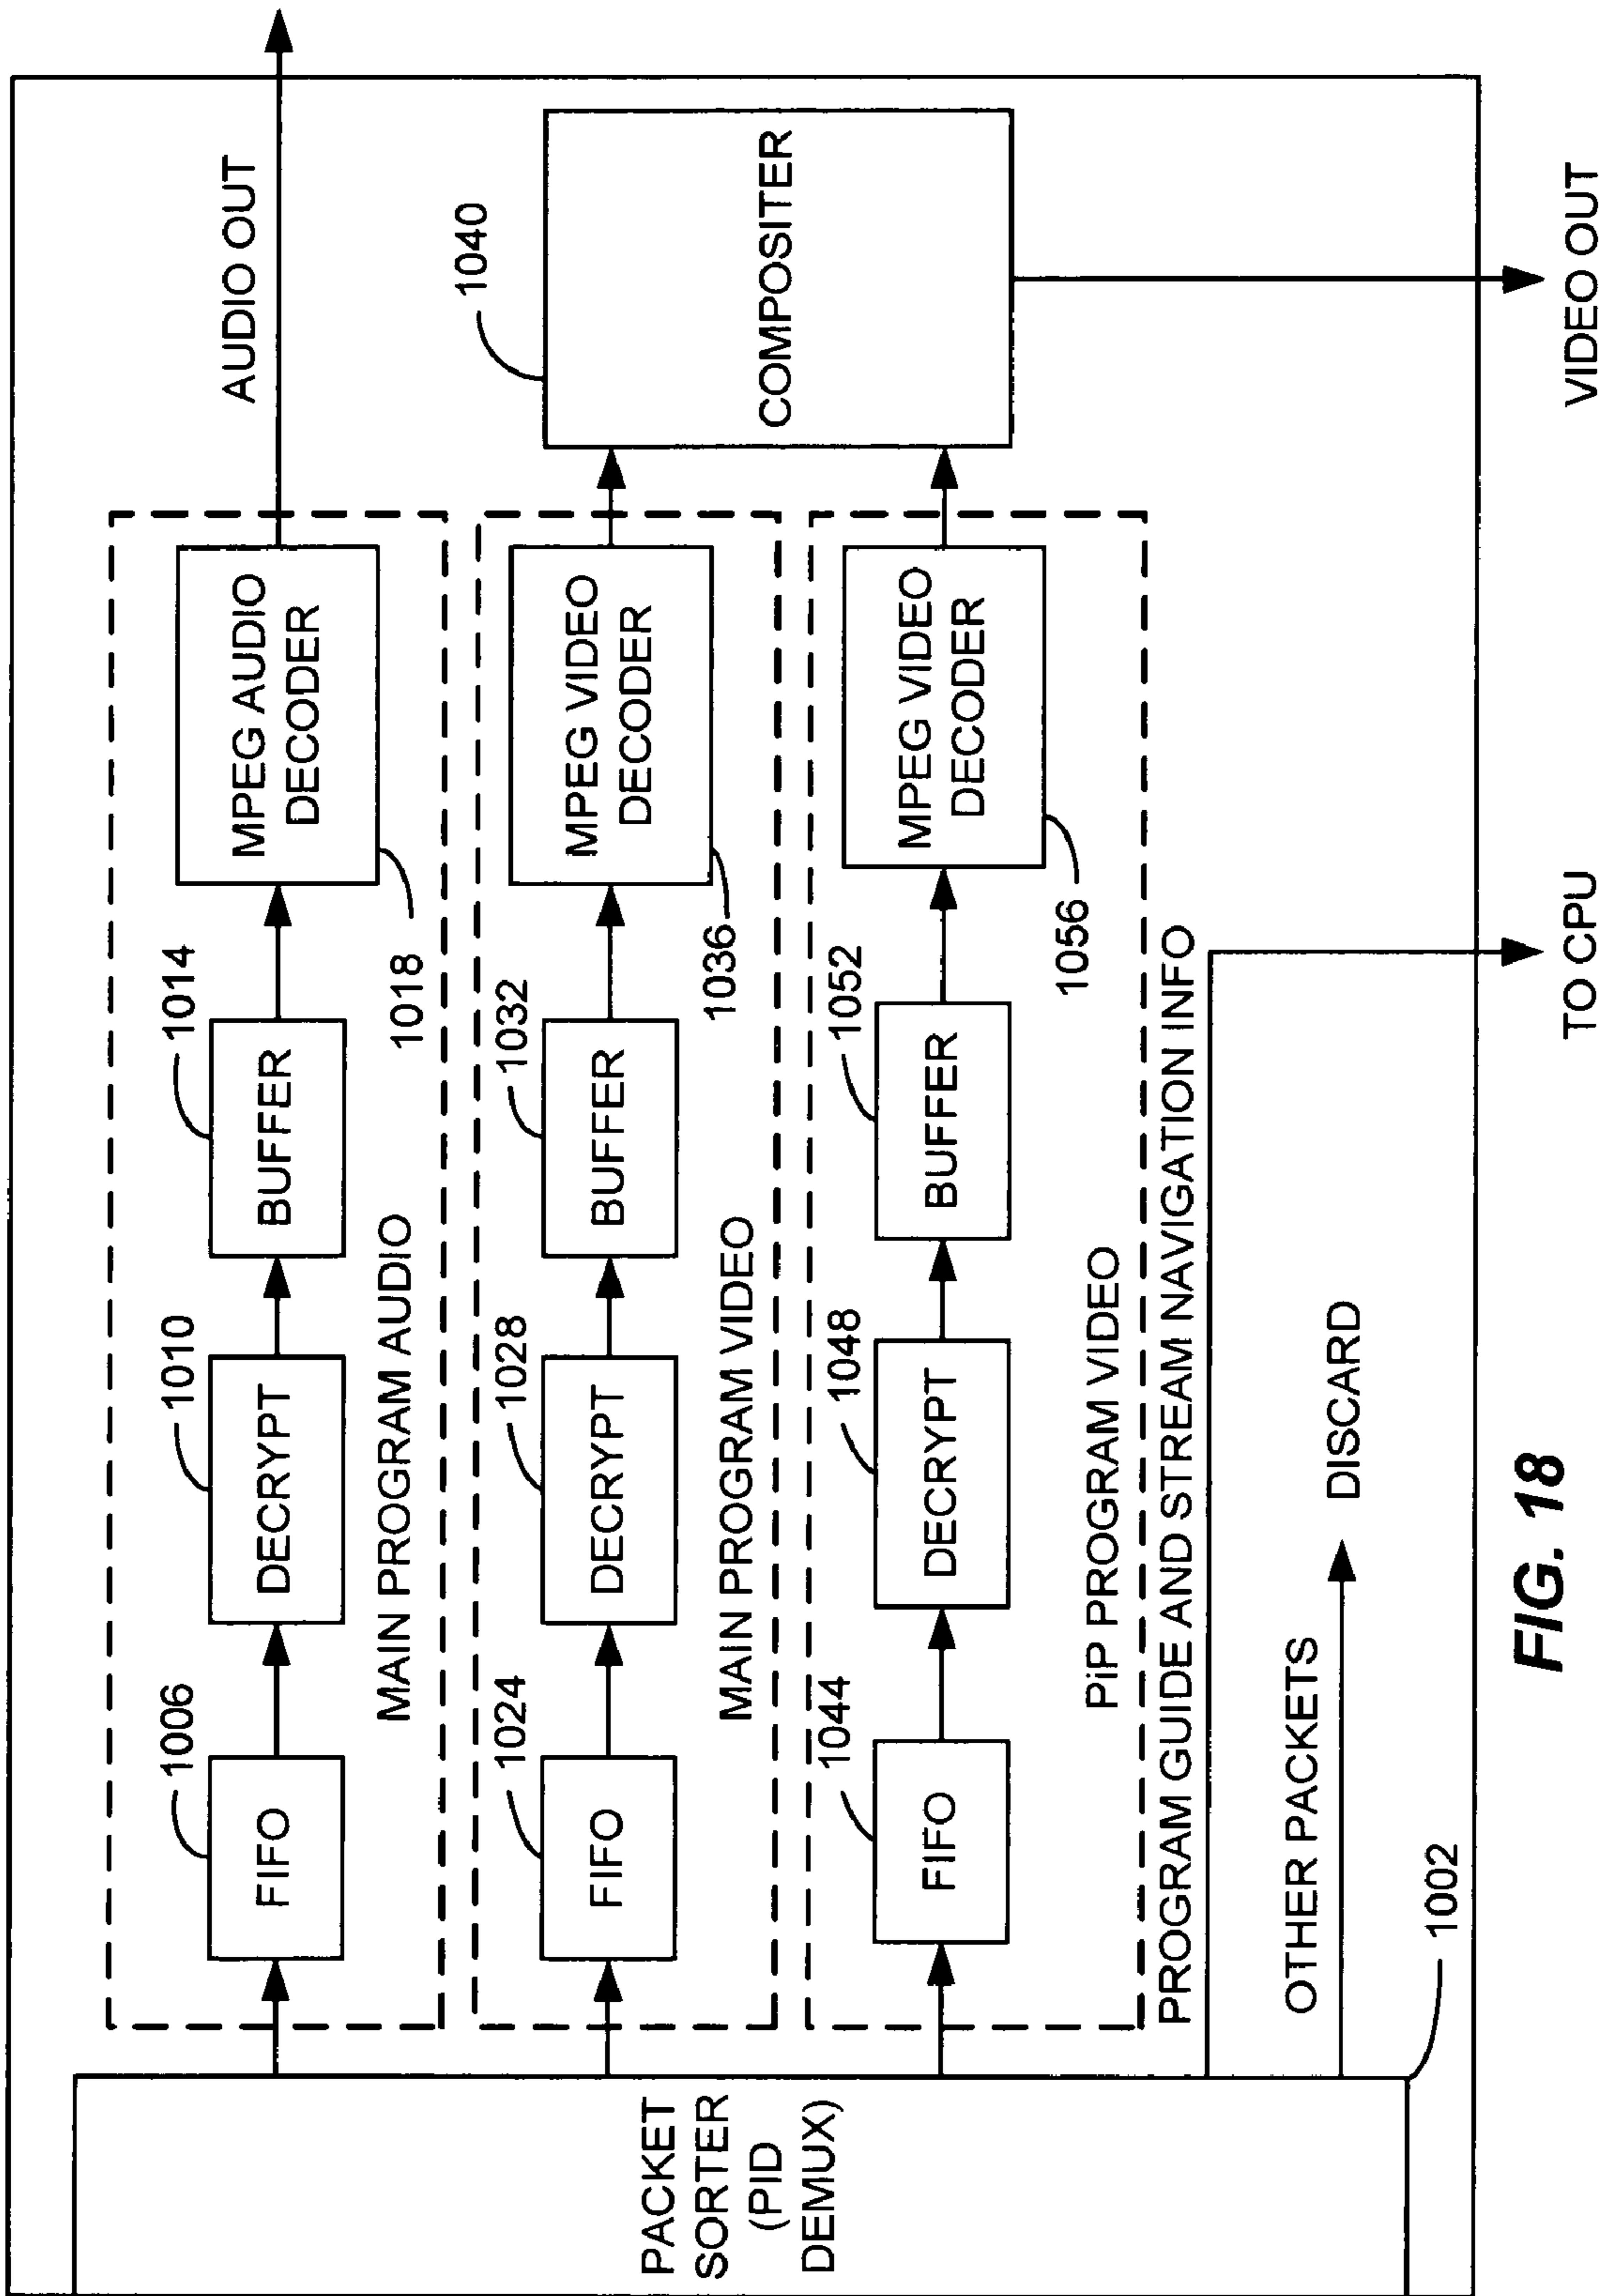 AUDIO OUT
1006
1010
1014
FIFO
DECRYPT
BUFFER
MPEG AUDIO
DECODER
1018
MAIN PROGRAM AUDIO
1024
1028
1032
FIFO
DECRYPT
BUFFER
MPEG VIDEO
DECODER
1036
MAIN PROGRAM VIDEO
1040
COMPOSITER
1044
1048
1052
FIFO
DECRYPT
BUFFER
MPEG VIDEO
DECODER
1056
PiP PROGRAM VIDEO
PACKET
SORTER
(PID
DEMUX)
PROGRAM GUIDE AND STREAM NAVIGATION INFO
OTHER PACKETS
DISCARD
1002
TO CPU
VIDEO OUT
FIG. 18